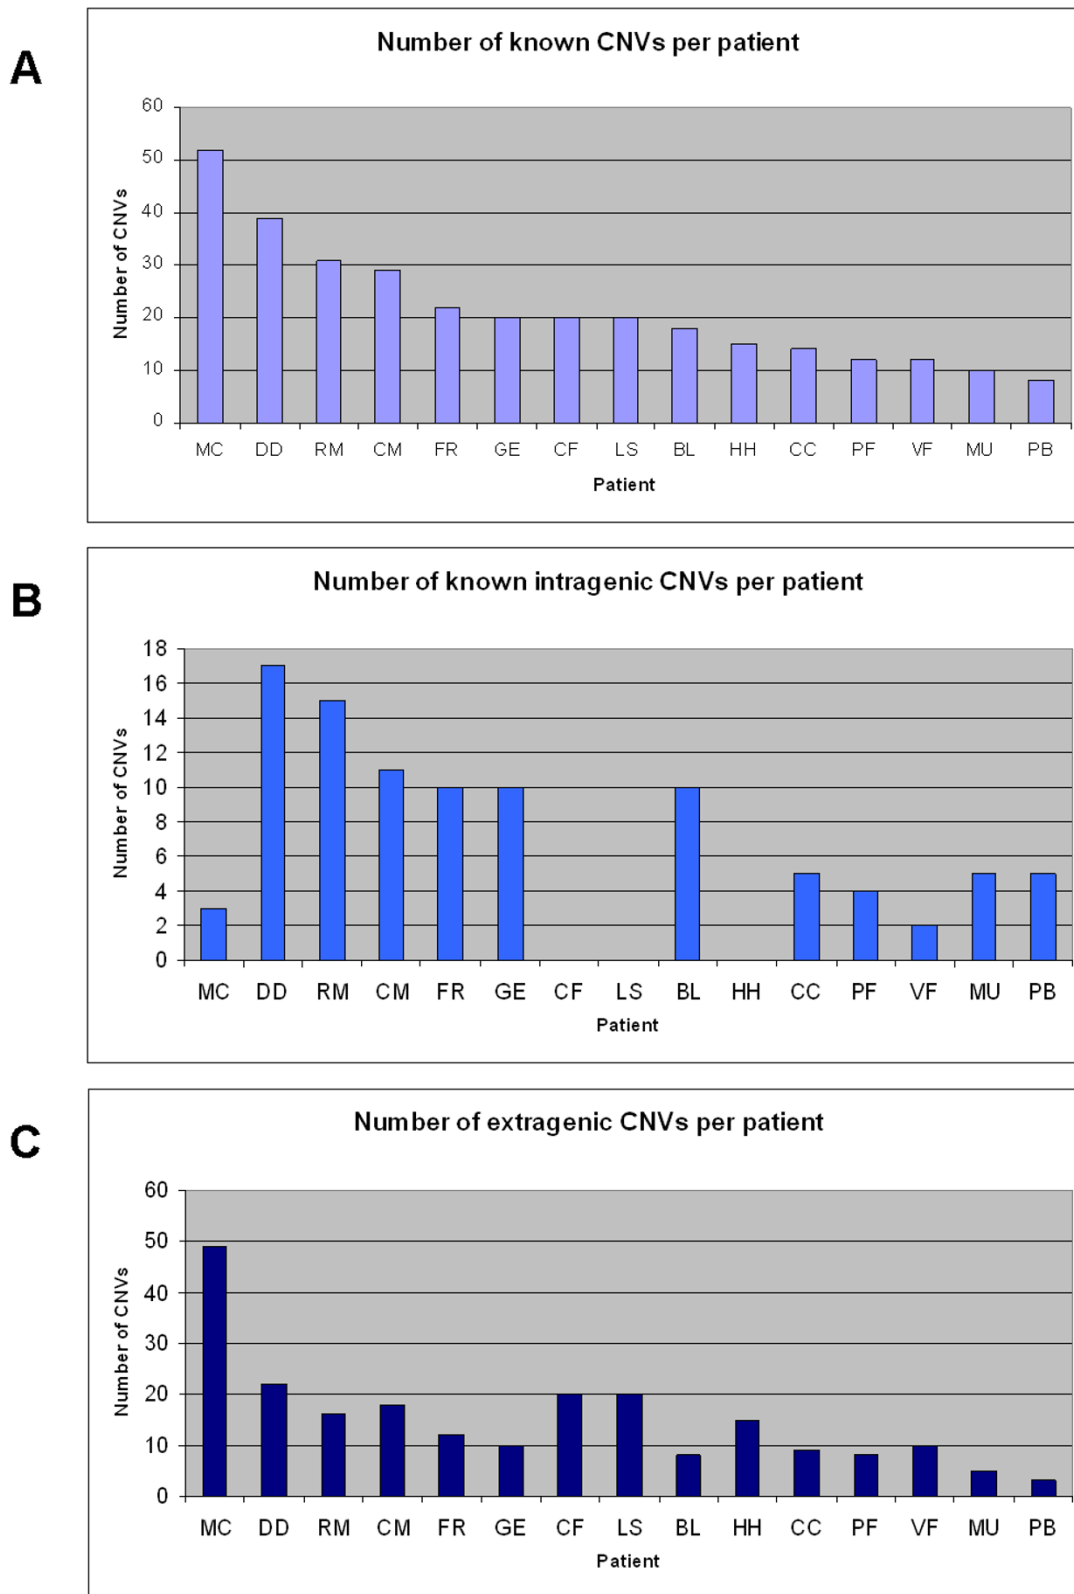 A
Number of known CNVs per patient
Number of CNVs
60
50
40
30
20
10
0
MC DD RM CM FR GE CF LS BL HH CC PF VF MU PB
Patient
B
Number of known intragenic CNVs per patient
Number of CNVs
18
16
14
12
10
8
6
4
2
0
MC DD RM CM FR GE CF LS BL HH CC PF VF MU PB
Patient
C
Number of extragenic CNVs per patient
Number of CNVs
60
50
40
30
20
10
0
MC DD RM CM FR GE CF LS BL HH CC PF VF MU PB
Patient